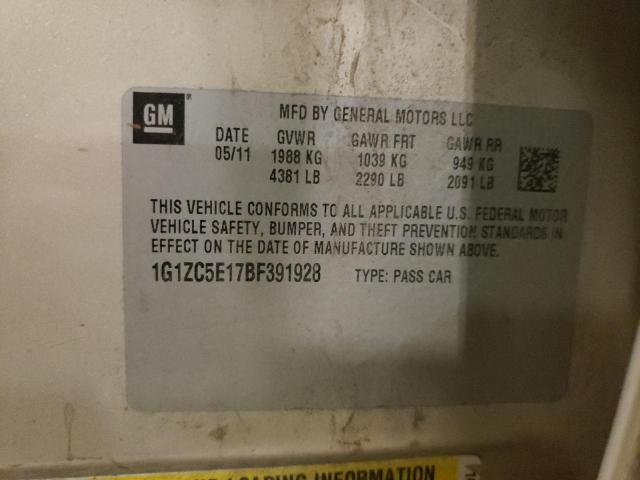 GM
MFD BY GENERAL MOTORS LLC
DATE GVWR GAWR FRT GAWR RR
05/11 1988 KG 1039 KG 949 KG
4381 LB 2290 LB 2091 LB
THIS VEHICLE CONFORMS TO ALL APPLICABLE U.S. FEDERAL MOTOR
VEHICLE SAFETY, BUMPER, AND THEFT PREVENTION STANDARDS IN
EFFECT ON THE DATE OF MANUFACTURE SHOWN ABOVE.
1G1ZC5E17BF391928 TYPE: PASS CAR
LOADING INFORMATION